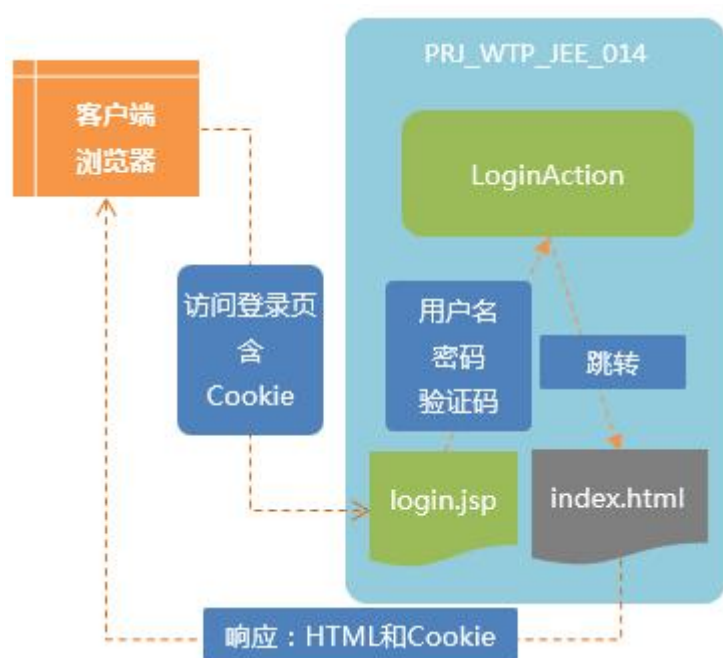 PRJ_WTP_JEE_014
客户端
浏览器
LoginAction
访问登录页
含
Cookie
用户名
密码
验证码
跳转
login.jsp
index.html
响应：HTML和Cookie